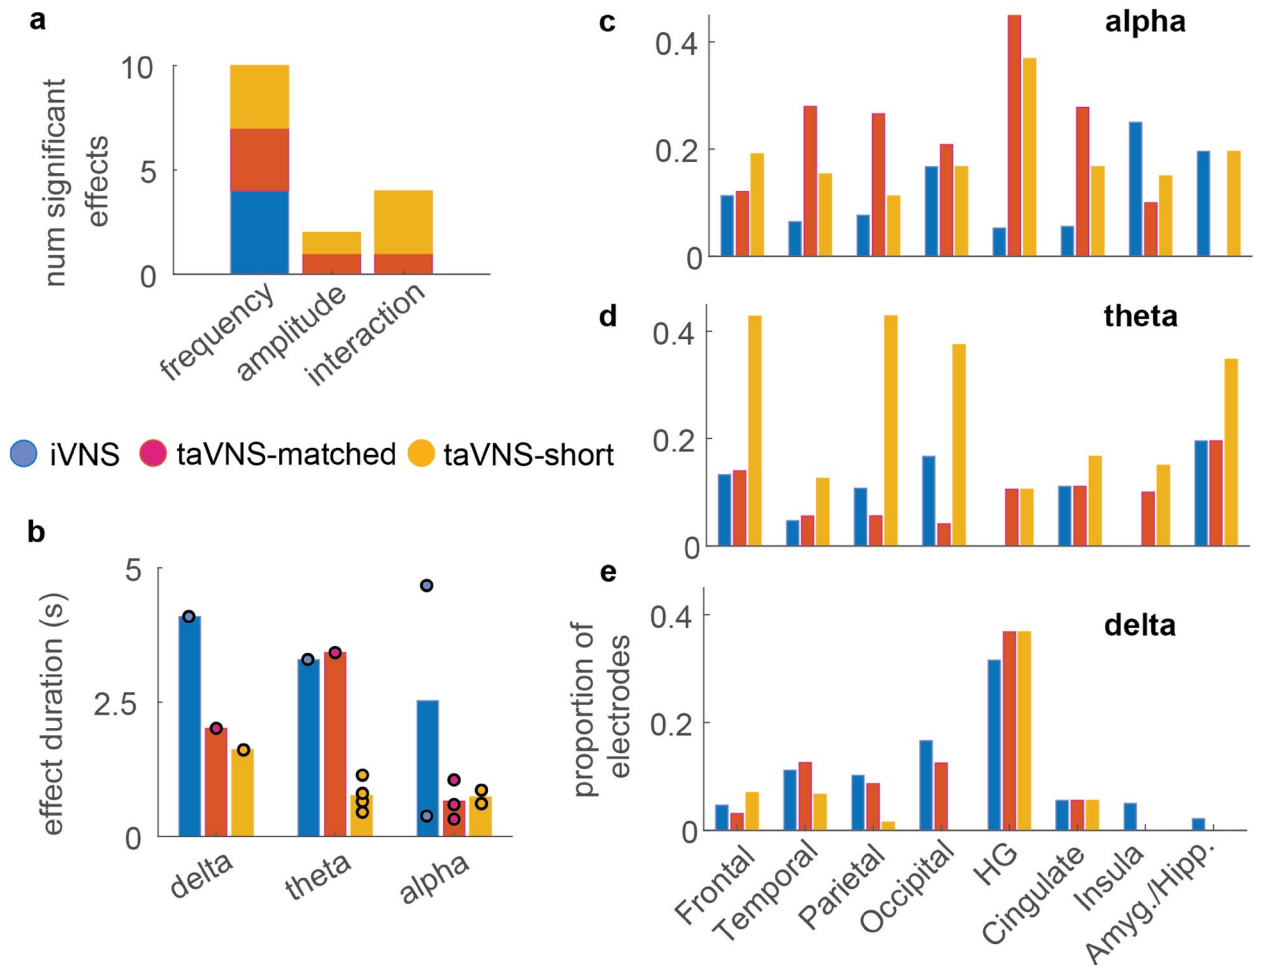 a
num significant
effects
10
5
0
frequency
amplitude
interaction
iVNS
taVNS-matched
taVNS-short
b
effect duration (s)
5
2.5
0
delta
theta
alpha
c
alpha
0.4
0.2
0
d
theta
0.4
0.2
0
e
delta
proportion of
electrodes
0.4
0.2
0
Frontal
Temporal
Parietal
Occipital
HG
Cingulate
Insula
Amyg./Hipp.